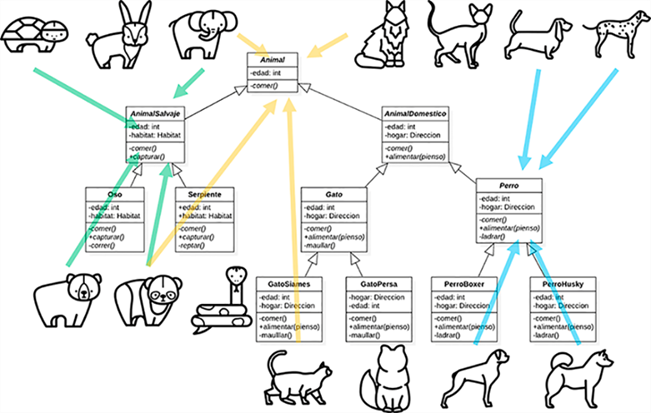 Animal
-edad: int
-comer()
AnimalSalvaje
-edad: int
-habitat: Habitat
-comer()
+capturar()
AnimalDomestico
-edad: int
-hogar: Direccion
-comer()
+alimentar(pienso)
Oso
-edad: int
-habitat: Habitat
-comer()
+capturar()
-correr()
Serpiente
+edad: int
+habitat: Habitat
-comer()
+capturar()
-reptar()
Gato
-edad: int
-hogar: Direccion
-comer()
+alimentar(pienso)
-maullar()
Perro
-edad: int
-hogar: Direccion
-comer()
+alimentar(pienso)
-ladrar()
GatoSiames
-edad: int
-hogar: Direccion
-comer()
+alimentar(pienso)
-maulllar()
GatoPersa
-hogar: Direccion
-edad: int
-comer()
+alimentar(pienso)
-maullar()
PerroBoxer
-edad: int
-hogar: Direccion
-comer()
+alimentar(pienso)
-ladrar()
PerroHusky
-edad: int
-hogar: Direccion
-comer()
+alimentar(pienso)
-ladrar()